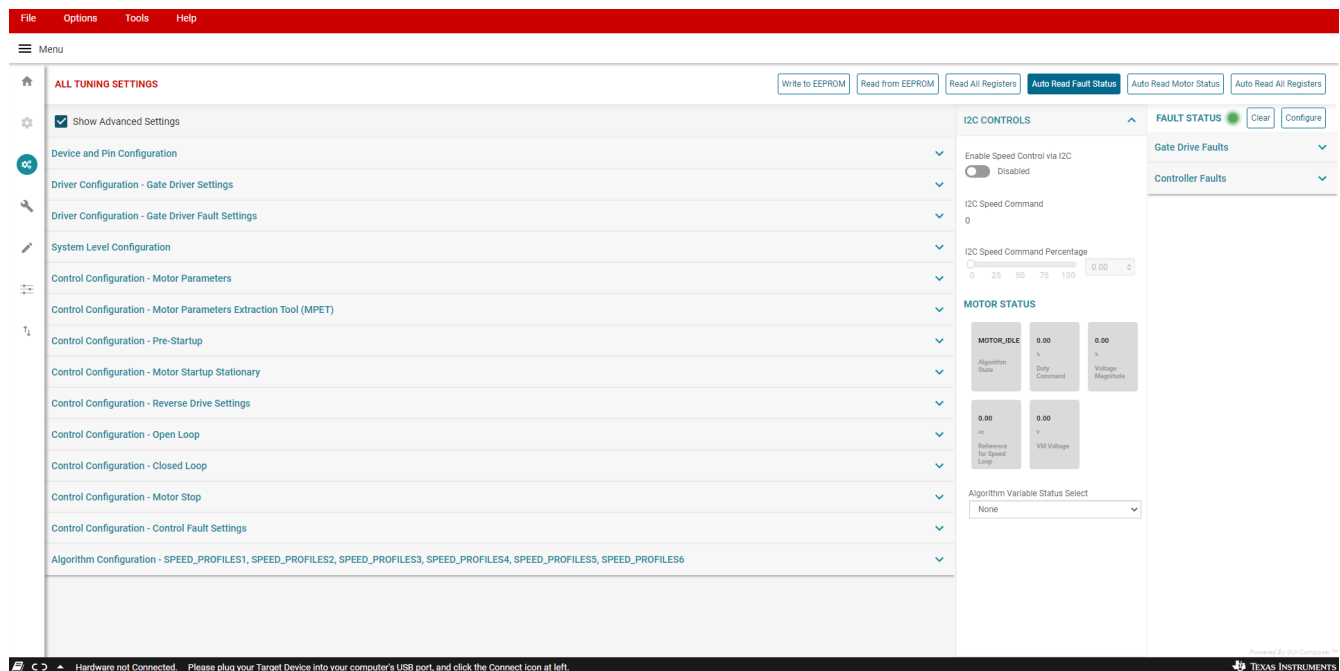 File Options Tools Help
Menu
ALL TUNING SETTINGS
Write to EEPROM Read from EEPROM Read All Registers Auto Read Fault Status Auto Read Motor Status Auto Read All Registers
Show Advanced Settings
Device and Pin Configuration
Driver Configuration - Gate Driver Settings
Driver Configuration - Gate Driver Fault Settings
System Level Configuration
Control Configuration - Motor Parameters
Control Configuration - Motor Parameters Extraction Tool (MPET)
Control Configuration - Pre-Startup
Control Configuration - Motor Startup Stationary
Control Configuration - Reverse Drive Settings
Control Configuration - Open Loop
Control Configuration - Closed Loop
Control Configuration - Motor Stop
Control Configuration - Control Fault Settings
Algorithm Configuration - SPEED_PROFILES1, SPEED_PROFILES2, SPEED_PROFILES3, SPEED_PROFILES4, SPEED_PROFILES5, SPEED_PROFILES6
I2C CONTROLS
Enable Speed Control via I2C
Disabled
I2C Speed Command
0
I2C Speed Command Percentage
0.00
0 25 50 75 100
MOTOR STATUS
MOTOR_IDLE
Algorithm
State
0.00
%
Duty
Command
0.00
%
Voltage
Magnitude
0.00
Hz
Reference
for Speed
Loop
0.00
V
VM Voltage
Algorithm Variable Status Select
None
FAULT STATUS Clear Configure
Gate Drive Faults
Controller Faults
Powered By GUI Composer™
Hardware not Connected. Please plug your Target Device into your computer's USB port, and click the Connect icon at left.
TEXAS INSTRUMENTS